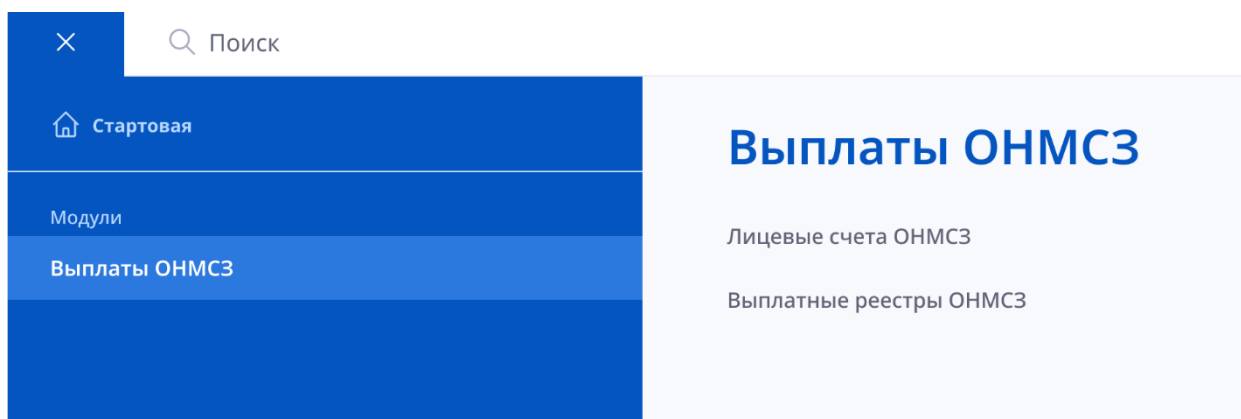 Поиск
Стартовая
Модули
Выплаты ОНМСЗ
Выплаты ОНМСЗ
Лицевые счета ОНМСЗ
Выплатные реестры ОНМСЗ